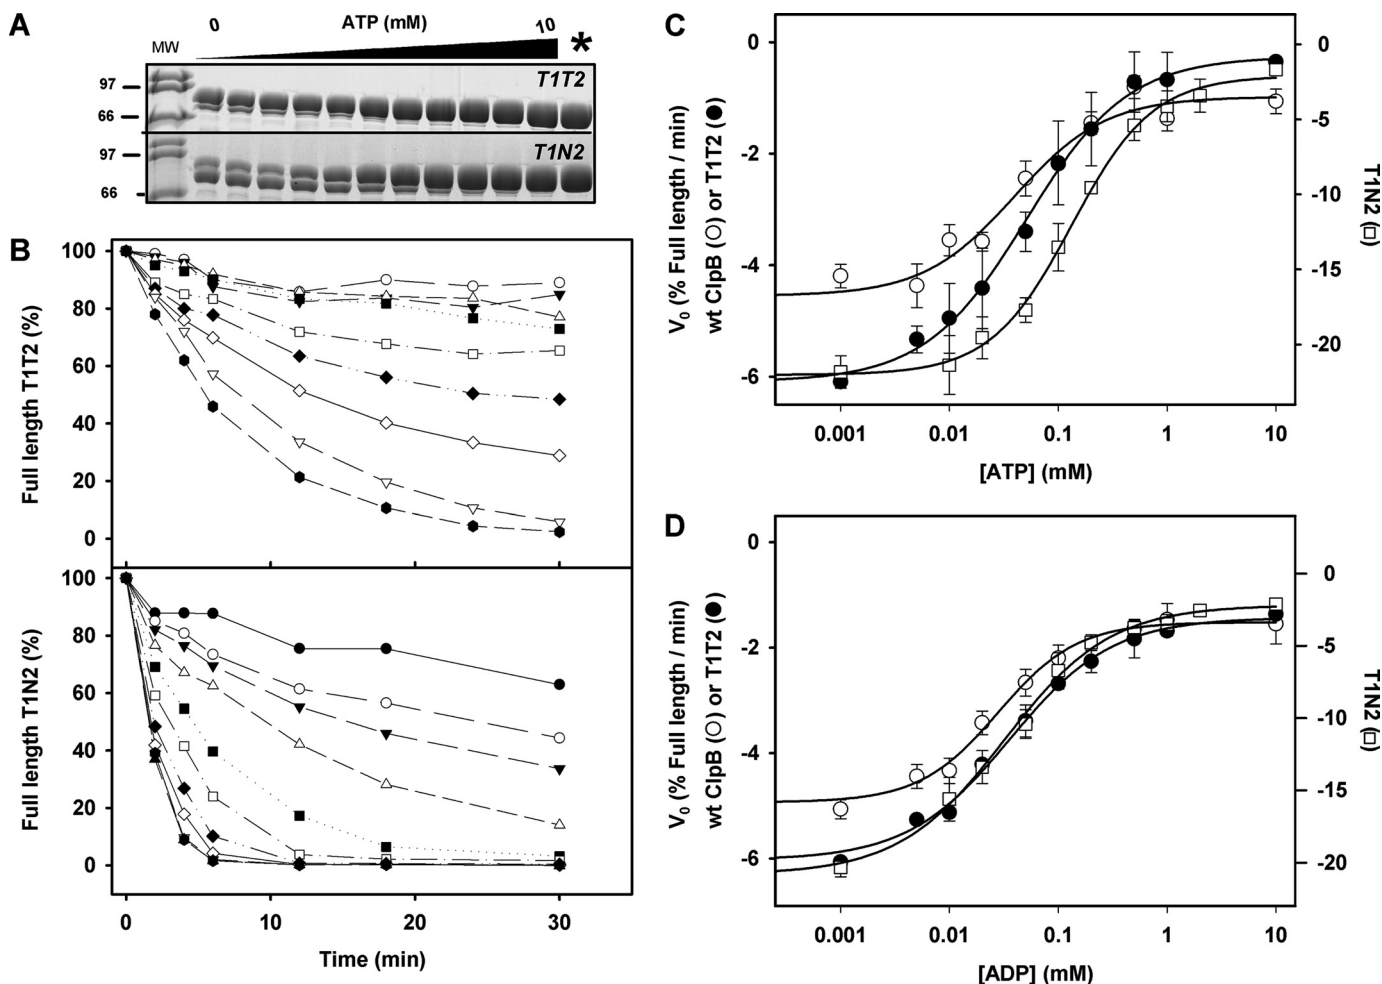 A
0 ATP (mM) 10
MW *
T1T2
97
66
T1N2
97
66
B
Full length T1T2 (%)
100
80
60
40
20
0
Full length T1N2 (%)
100
80
60
40
20
0
0 10 20 30
Time (min)
C
V0 (% Full length / min)
wt ClpB (○) or T1T2 (●)
0
-2
-4
-6
0
-5
-10
-15
-20
T1N2 (□)
0.001 0.01 0.1 1 10
[ATP] (mM)
D
V0 (% Full length / min)
wt ClpB (○) or T1T2 (●)
0
-2
-4
-6
0
-5
-10
-15
-20
T1N2 (□)
0.001 0.01 0.1 1 10
[ADP] (mM)